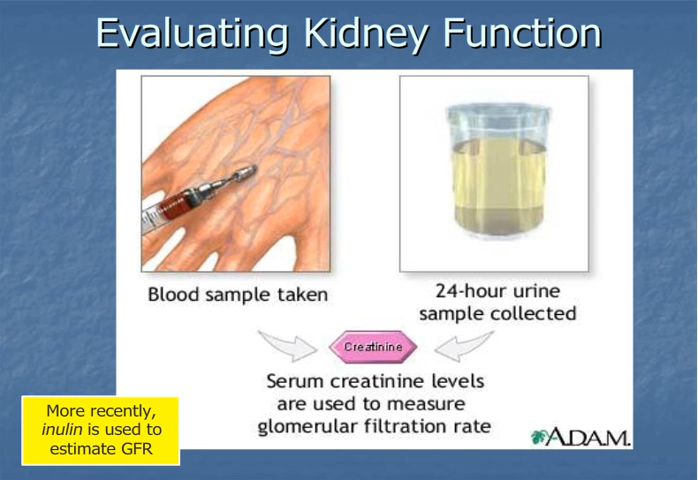 Evaluating Kidney Function
Blood sample taken
24-hour urine
sample collected
Creatinine
Serum creatinine levels
are used to measure
glomerular filtration rate
More recently,
inulin is used to
estimate GFR
A.D.A.M.